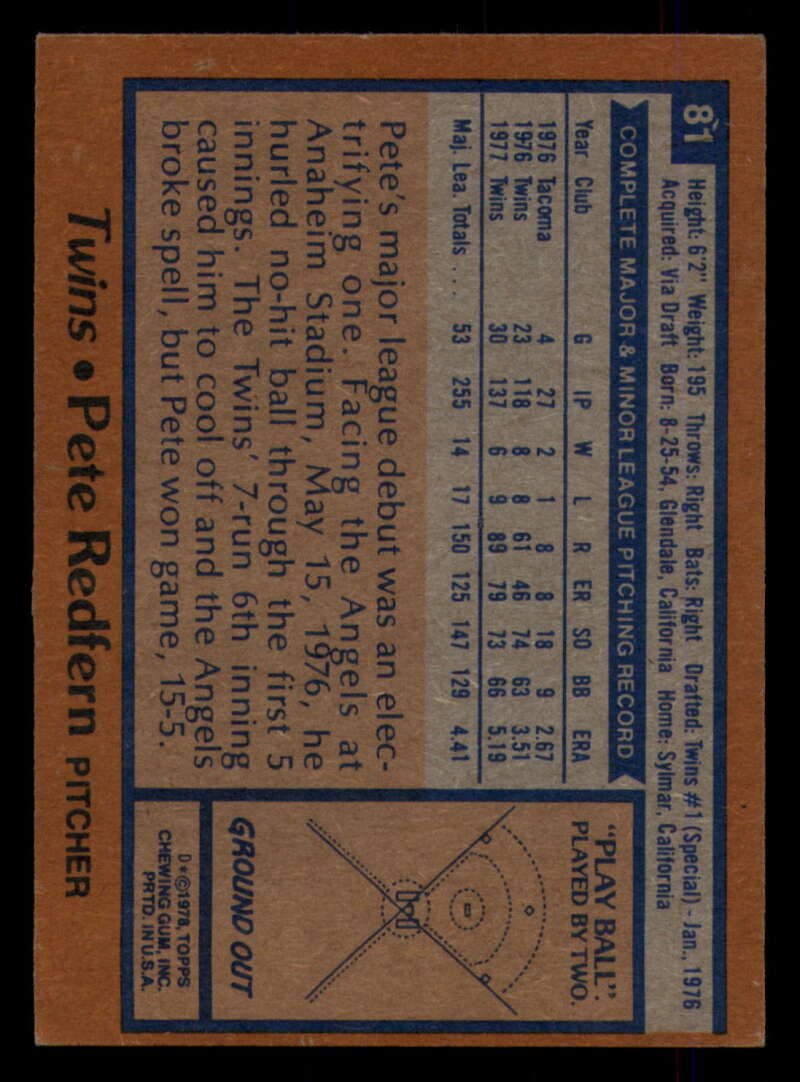 81
Height: 6'2" Weight: 195 Throws: Right Bats: Right Drafted: Twins #1 (Special) - Jan., 1976
Acquired: Via Draft Born: 8-25-54, Glendale, California Home: Sylmar, California
COMPLETE MAJOR & MINOR LEAGUE PITCHING RECORD
Year Club G IP W L R ER SO BB ERA
1976 Tacoma 4 27 2 1 8 8 18 9 2.67
1976 Twins 23 118 8 8 61 46 74 63 3.51
1977 Twins 30 137 6 9 89 79 73 66 5.19
Maj. Lea. Totals .... 53 255 14 17 150 125 147 129 4.41
Pete's major league debut was an elec-
trifying one. Facing the Angels at
Anaheim Stadium, May 15, 1976, he
hurled no-hit ball through the first 5
innings. The Twins' 7-run 6th inning
caused him to cool off and the Angels
broke spell, but Pete won game, 15-5.
"PLAY BALL".
PLAYED BY TWO.
GROUND OUT
D*©1978, TOPPS
CHEWING GUM, INC.
PRTD. IN U.S.A.
Twins • Pete Redfern PITCHER